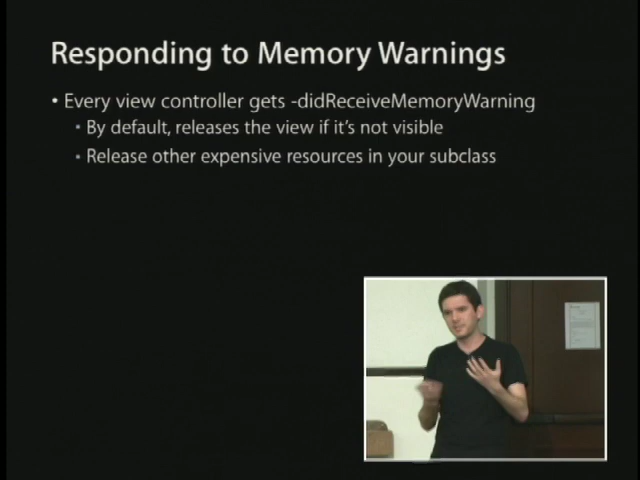 Responding to Memory Warnings
• Every view controller gets -didReceiveMemoryWarning
• By default, releases the view if it's not visible
• Release other expensive resources in your subclass